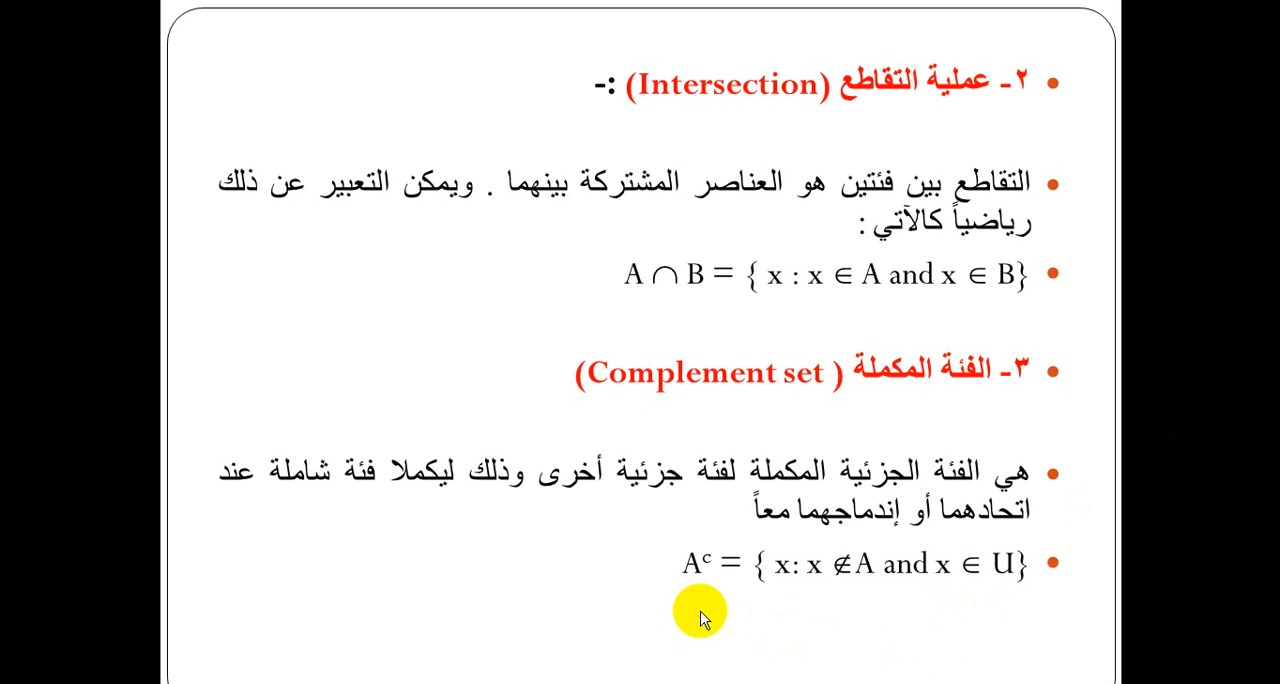 • ٢- عملية التقاطع (Intersection) :-
• التقاطع بين فئتين هو العناصر المشتركة بينهما . ويمكن التعبير عن ذلك
رياضياً كالآتي :
• A ∩ B = { x : x ∈ A and x ∈ B}
• ٣- الفئة المكملة (Complement set )
• هي الفئة الجزئية المكملة لفئة جزئية أخرى وذلك ليكملا فئة شاملة عند
اتحادهما أو إندماجهما معاً
• Aᶜ = { x: x ∉A and x ∈ U}